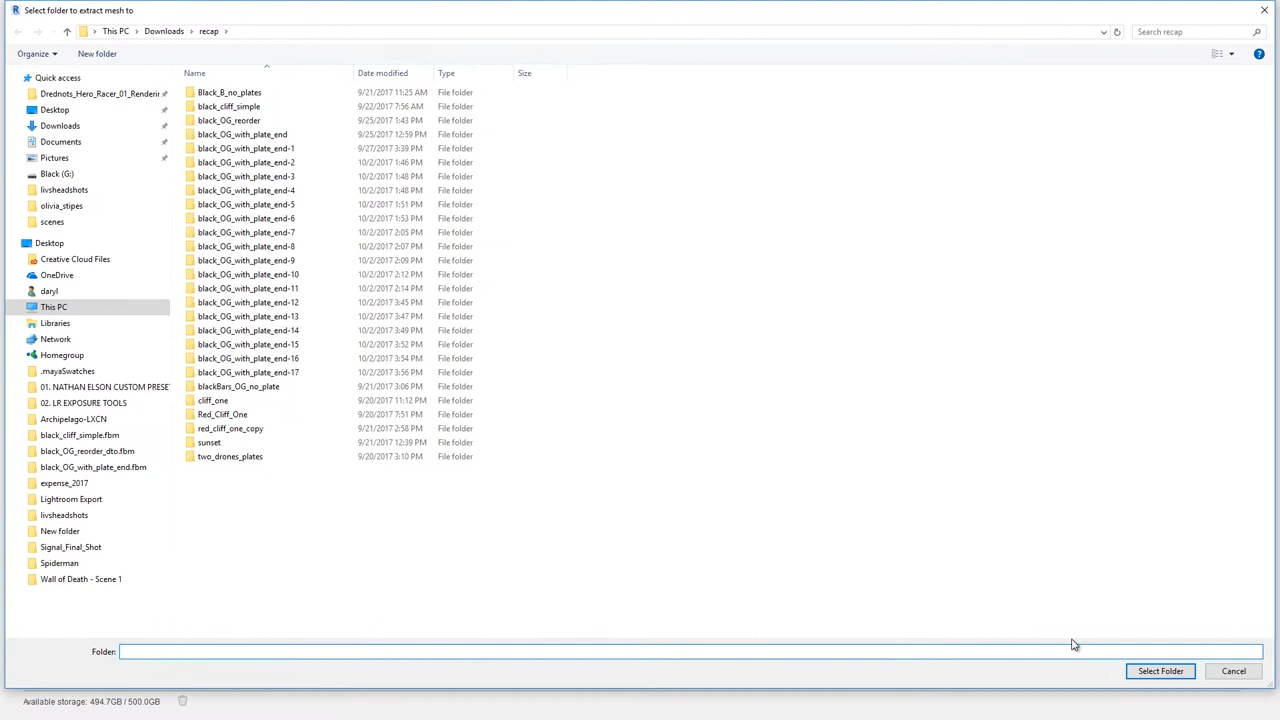 R Select folder to extract mesh to
This PC > Downloads > recap >
Search recap
Organize
New folder
Name Date modified Type Size
Quick access
Drednots_Hero_Racer_01_Renderin
Desktop
Downloads
Documents
Pictures
Black (G:)
livsheadshots
olivia_stipes
scenes
Desktop
Creative Cloud Files
OneDrive
daryl
This PC
Libraries
Network
Homegroup
.mayaSwatches
01. NATHAN ELSON CUSTOM PRESE
02. LR EXPOSURE TOOLS
Archipelago-LXCN
black_cliff_simple.fbm
black_OG_reorder_dto.fbm
black_OG_with_plate_end.fbm
expense_2017
Lightroom Export
livsheadshots
New folder
Signal_Final_Shot
Spiderman
Wall of Death - Scene 1
Black_B_no_plates 9/21/2017 11:25 AM File folder
black_cliff_simple 9/22/2017 7:56 AM File folder
black_OG_reorder 9/25/2017 1:43 PM File folder
black_OG_with_plate_end 9/25/2017 12:59 PM File folder
black_OG_with_plate_end-1 9/27/2017 3:39 PM File folder
black_OG_with_plate_end-2 10/2/2017 1:46 PM File folder
black_OG_with_plate_end-3 10/2/2017 1:48 PM File folder
black_OG_with_plate_end-4 10/2/2017 1:48 PM File folder
black_OG_with_plate_end-5 10/2/2017 1:51 PM File folder
black_OG_with_plate_end-6 10/2/2017 1:53 PM File folder
black_OG_with_plate_end-7 10/2/2017 2:05 PM File folder
black_OG_with_plate_end-8 10/2/2017 2:07 PM File folder
black_OG_with_plate_end-9 10/2/2017 2:09 PM File folder
black_OG_with_plate_end-10 10/2/2017 2:12 PM File folder
black_OG_with_plate_end-11 10/2/2017 2:14 PM File folder
black_OG_with_plate_end-12 10/2/2017 3:45 PM File folder
black_OG_with_plate_end-13 10/2/2017 3:47 PM File folder
black_OG_with_plate_end-14 10/2/2017 3:49 PM File folder
black_OG_with_plate_end-15 10/2/2017 3:52 PM File folder
black_OG_with_plate_end-16 10/2/2017 3:54 PM File folder
black_OG_with_plate_end-17 10/2/2017 3:56 PM File folder
blackBars_OG_no_plate 9/21/2017 3:06 PM File folder
cliff_one 9/20/2017 11:12 PM File folder
Red_Cliff_One 9/20/2017 7:51 PM File folder
red_cliff_one_copy 9/21/2017 2:58 PM File folder
sunset 9/21/2017 12:39 PM File folder
two_drones_plates 9/20/2017 3:10 PM File folder
Folder:
Select Folder
Cancel
Available storage: 494.7GB / 500.0GB